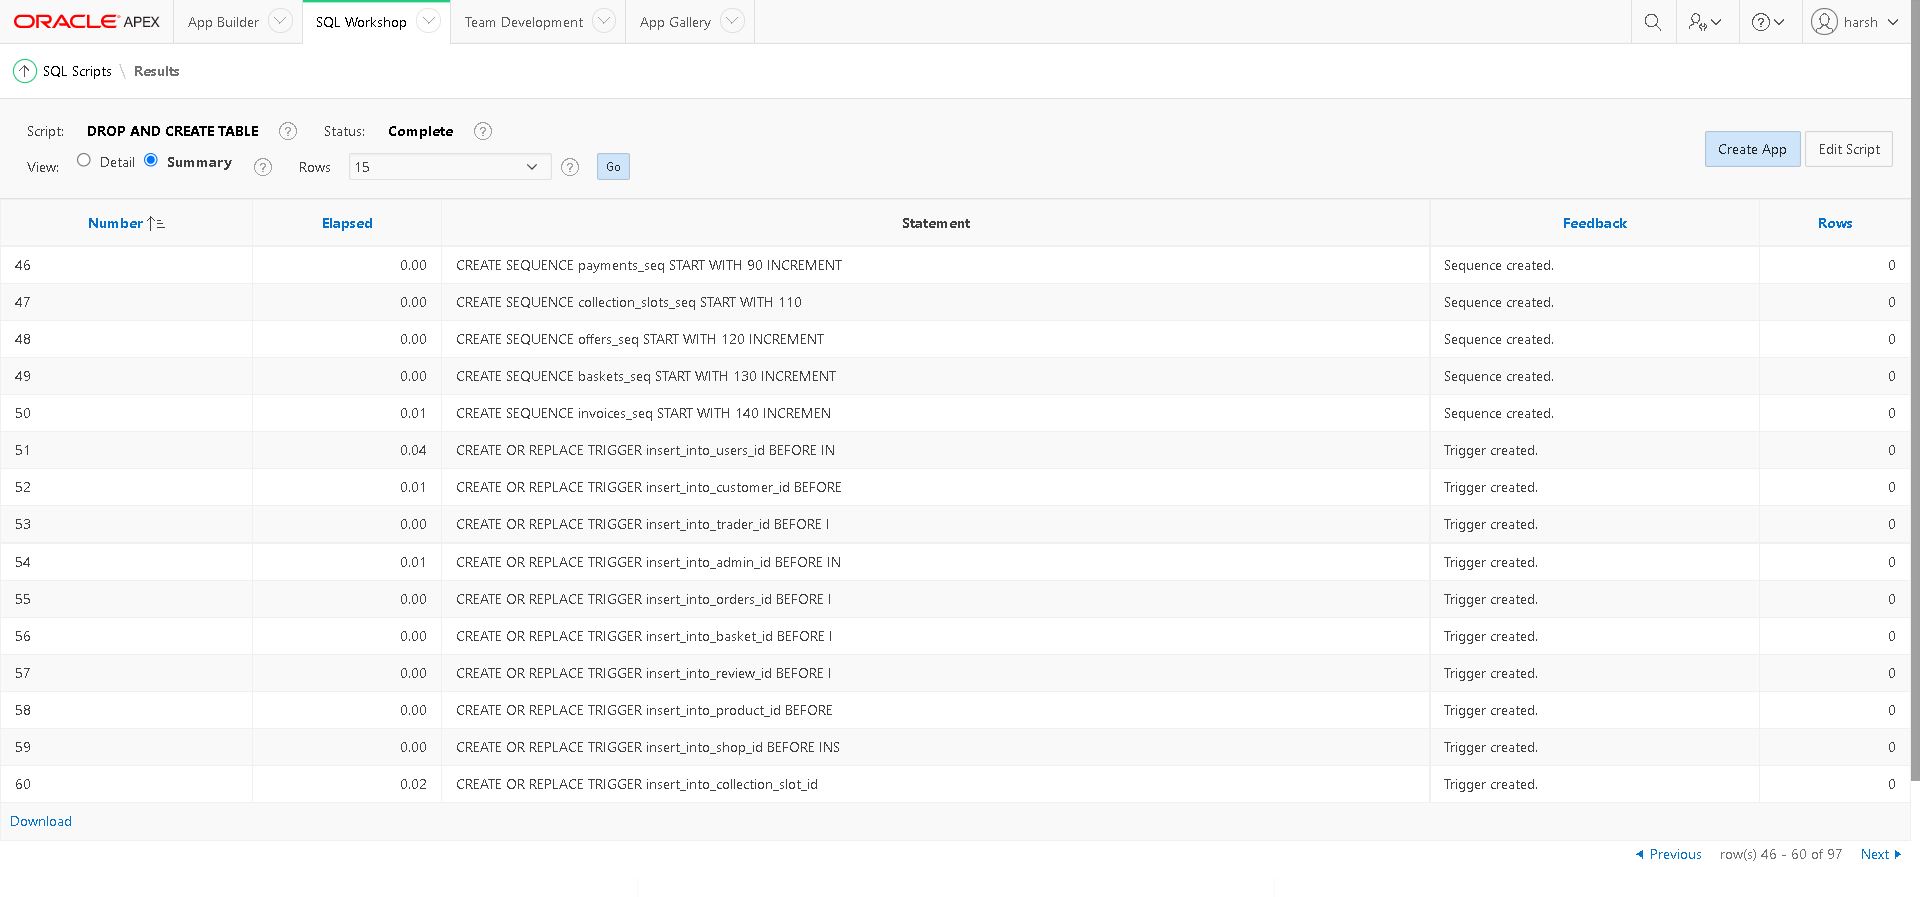 ORACLE APEX App Builder SQL Workshop Team Development App Gallery harsh
SQL Scripts \ Results
Script: DROP AND CREATE TABLE ? Status: Complete ?
View: Detail Summary ? Rows 15 ? Go Create App Edit Script
Number Elapsed Statement Feedback Rows
46 0.00 CREATE SEQUENCE payments_seq START WITH 90 INCREMENT Sequence created. 0
47 0.00 CREATE SEQUENCE collection_slots_seq START WITH 110 Sequence created. 0
48 0.00 CREATE SEQUENCE offers_seq START WITH 120 INCREMENT Sequence created. 0
49 0.00 CREATE SEQUENCE baskets_seq START WITH 130 INCREMENT Sequence created. 0
50 0.01 CREATE SEQUENCE invoices_seq START WITH 140 INCREMEN Sequence created. 0
51 0.04 CREATE OR REPLACE TRIGGER insert_into_users_id BEFORE IN Trigger created. 0
52 0.01 CREATE OR REPLACE TRIGGER insert_into_customer_id BEFORE Trigger created. 0
53 0.00 CREATE OR REPLACE TRIGGER insert_into_trader_id BEFORE I Trigger created. 0
54 0.01 CREATE OR REPLACE TRIGGER insert_into_admin_id BEFORE IN Trigger created. 0
55 0.00 CREATE OR REPLACE TRIGGER insert_into_orders_id BEFORE I Trigger created. 0
56 0.00 CREATE OR REPLACE TRIGGER insert_into_basket_id BEFORE I Trigger created. 0
57 0.00 CREATE OR REPLACE TRIGGER insert_into_review_id BEFORE I Trigger created. 0
58 0.00 CREATE OR REPLACE TRIGGER insert_into_product_id BEFORE Trigger created. 0
59 0.00 CREATE OR REPLACE TRIGGER insert_into_shop_id BEFORE INS Trigger created. 0
60 0.02 CREATE OR REPLACE TRIGGER insert_into_collection_slot_id Trigger created. 0
Download
Previous row(s) 46 - 60 of 97 Next